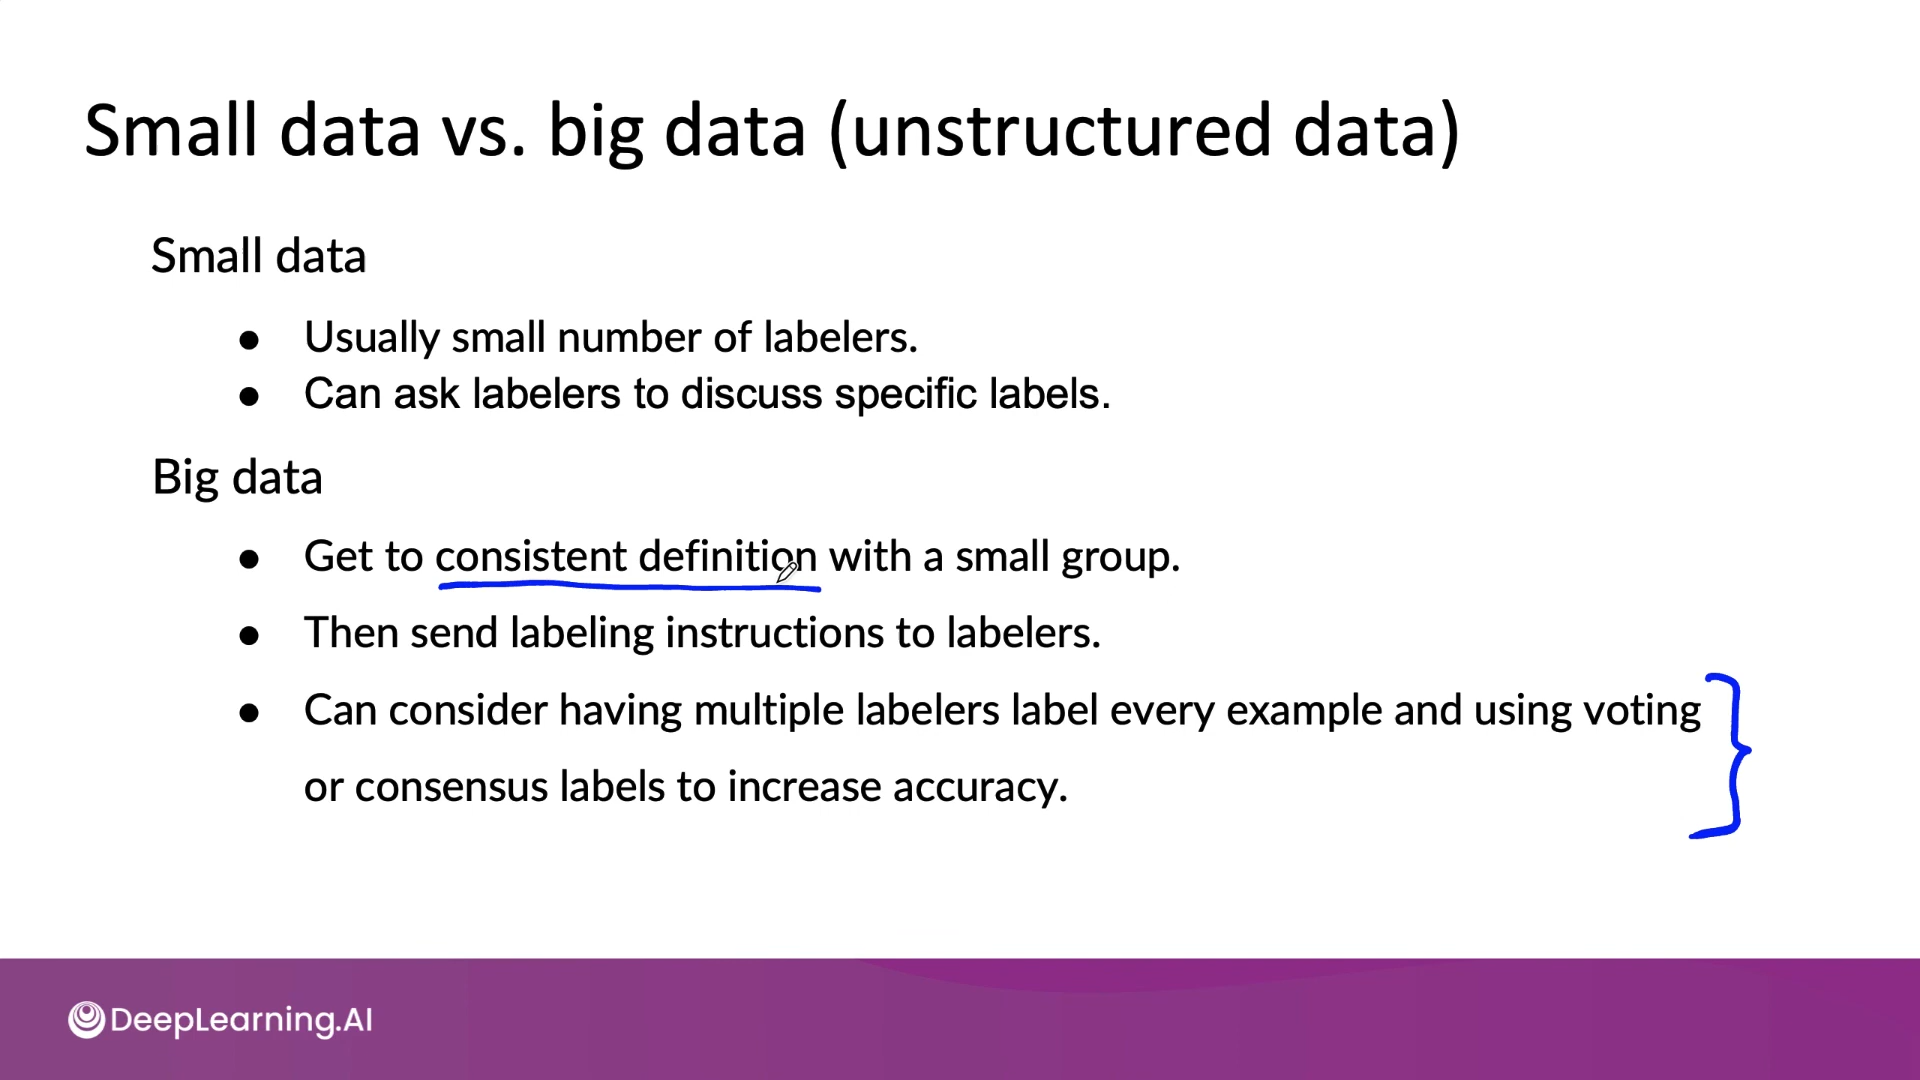 Small data vs. big data (unstructured data)
Small data
● Usually small number of labelers.
● Can ask labelers to discuss specific labels.
Big data
● Get to consistent definition with a small group.
● Then send labeling instructions to labelers.
● Can consider having multiple labelers label every example and using voting
or consensus labels to increase accuracy.
DeepLearning.AI